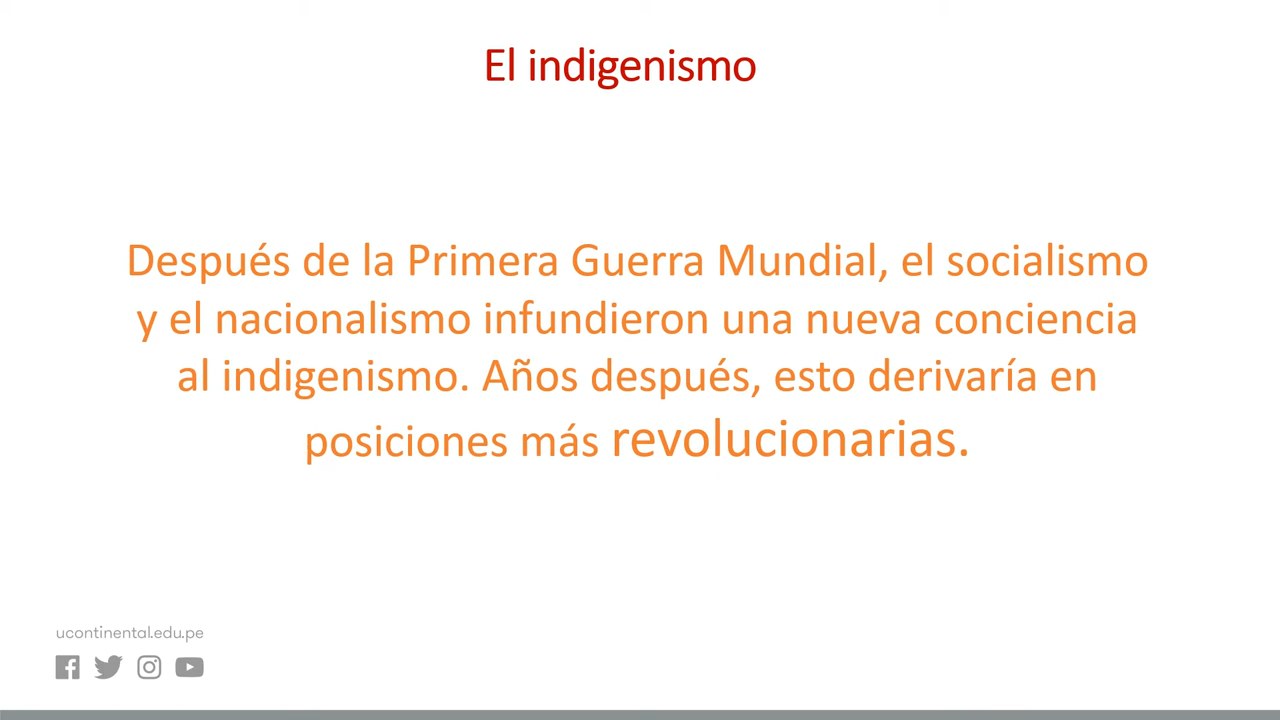 El indigenismo
Después de la Primera Guerra Mundial, el socialismo
y el nacionalismo infundieron una nueva conciencia
al indigenismo. Años después, esto derivaría en
posiciones más revolucionarias.
ucontinental.edu.pe